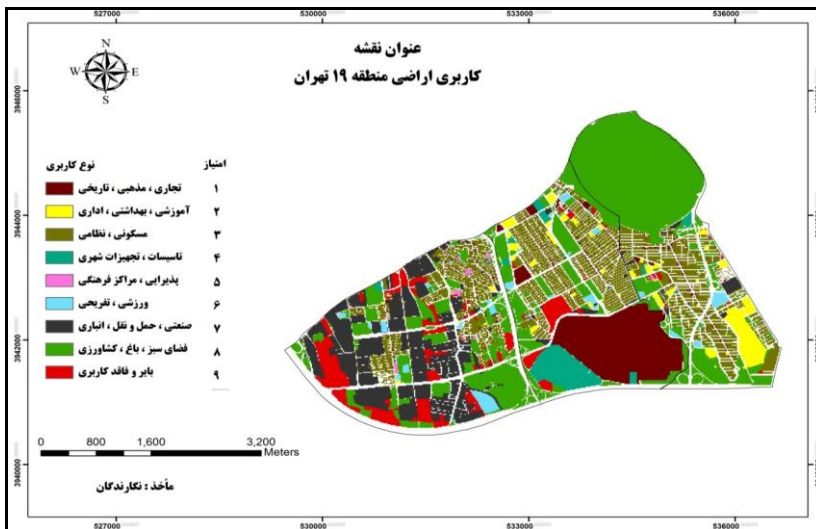 527000 530000 533000 536000
عنوان نقشه
کاربری اراضی منطقه ۱۹ تهران
N
W E
S
3946000
3944000
3942000
3940000
نوع کاربری امتیاز
تجاری ، مذهبی ، تاریخی ۱
آموزشی ، بهداشتی ، اداری ۲
مسکونی ، نظامی ۳
تاسیسات ، تجهیزات شهری ۴
پذیرایی ، مراکز فرهنگی ۵
ورزشی ، تفریحی ۶
صنعتی ، حمل و نقل ، انباری ۷
فضای سبز ، باغ ، کشاورزی ۸
بایر و فاقد کاربری ۹
0 800 1,600 3,200
Meters
مأخذ : نگارندگان
3946000
3944000
3942000
527000 530000 533000 536000